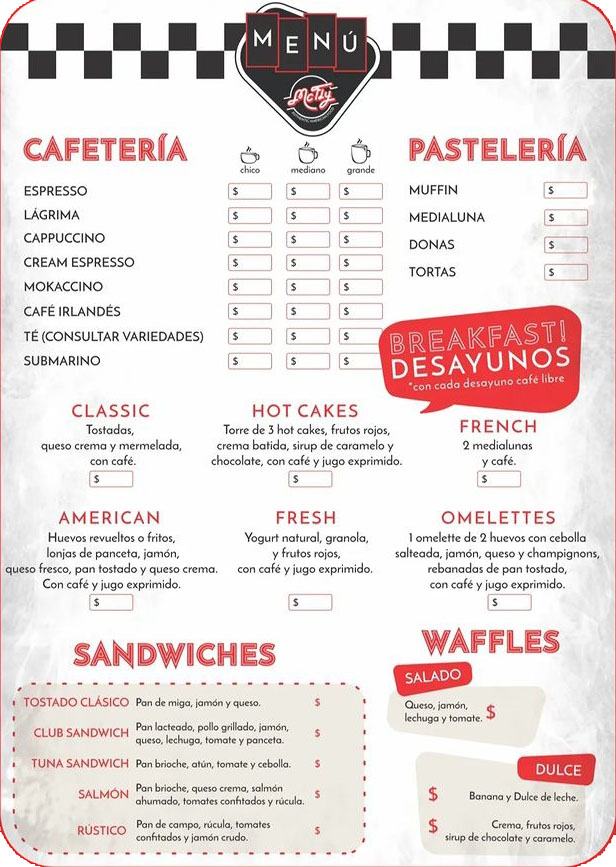 MENÚ
McFly
CAFETERÍA
chico mediano grande
ESPRESSO $ $ $
LÁGRIMA $ $ $
CAPPUCCINO $ $ $
CREAM ESPRESSO $ $ $
MOKACCINO $ $ $
CAFÉ IRLANDÉS $ $ $
TÉ (CONSULTAR VARIEDADES) $ $ $
SUBMARINO $ $ $
PASTELERÍA
MUFFIN $
MEDIALUNA $
DONAS $
TORTAS $
BREAKFAST!
DESAYUNOS
*con cada desayuno café libre
CLASSIC
Tostadas,
queso crema y mermelada,
con café.
$
HOT CAKES
Torre de 3 hot cakes, frutos rojos,
crema batida, sirup de caramelo y
chocolate, con café y jugo exprimido.
$
FRENCH
2 medialunas
y café.
$
AMERICAN
Huevos revueltos o fritos,
lonjas de panceta, jamón,
queso fresco, pan tostado y queso crema.
Con café y jugo exprimido.
$
FRESH
Yogurt natural, granola,
y frutos rojos,
con café y jugo exprimido.
$
OMELETTES
1 omelette de 2 huevos con cebolla
salteada, jamón, queso y champignones,
rebanadas de pan tostado,
con café y jugo exprimido.
$
SANDWICHES
TOSTADO CLÁSICO Pan de miga, jamón y queso. $
CLUB SANDWICH Pan lacteado, pollo grillado, jamón,
queso, lechuga, tomate y panceta. $
TUNA SANDWICH Pan brioche, atún, tomate y cebolla. $
SALMÓN Pan brioche, queso crema, salmón
ahumado, tomates confitados y rúcula. $
RÚSTICO Pan de campo, rúcula, tomates
confitados y jamón crudo. $
WAFFLES
SALADO
Queso, jamón,
lechuga y tomate. $
DULCE
$ Banana y Dulce de leche.
$ Crema, frutos rojos,
sirup de chocolate y caramelo.